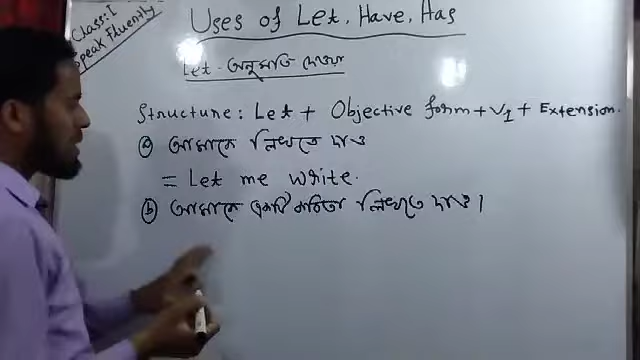 Class: I
Speak Fluently
Uses of Let, Have, Has
Let - অনুমতি দেওয়া
Structure: Let + Objective form + V1 + Extension.
(a) আমাকে লিখতে দাও
= Let me write.
(b) আমাকে একটি কবিতা লিখতে দাও।